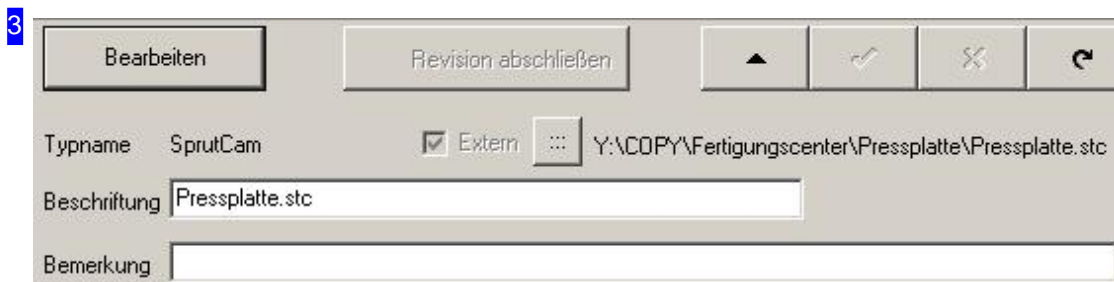 3
Bearbeiten Revision abschließen
Typname SprutCam Extern ::: Y:\COPY\Fertigungscenter\Pressplatte\Pressplatte.stc
Beschriftung Pressplatte.stc
Bemerkung